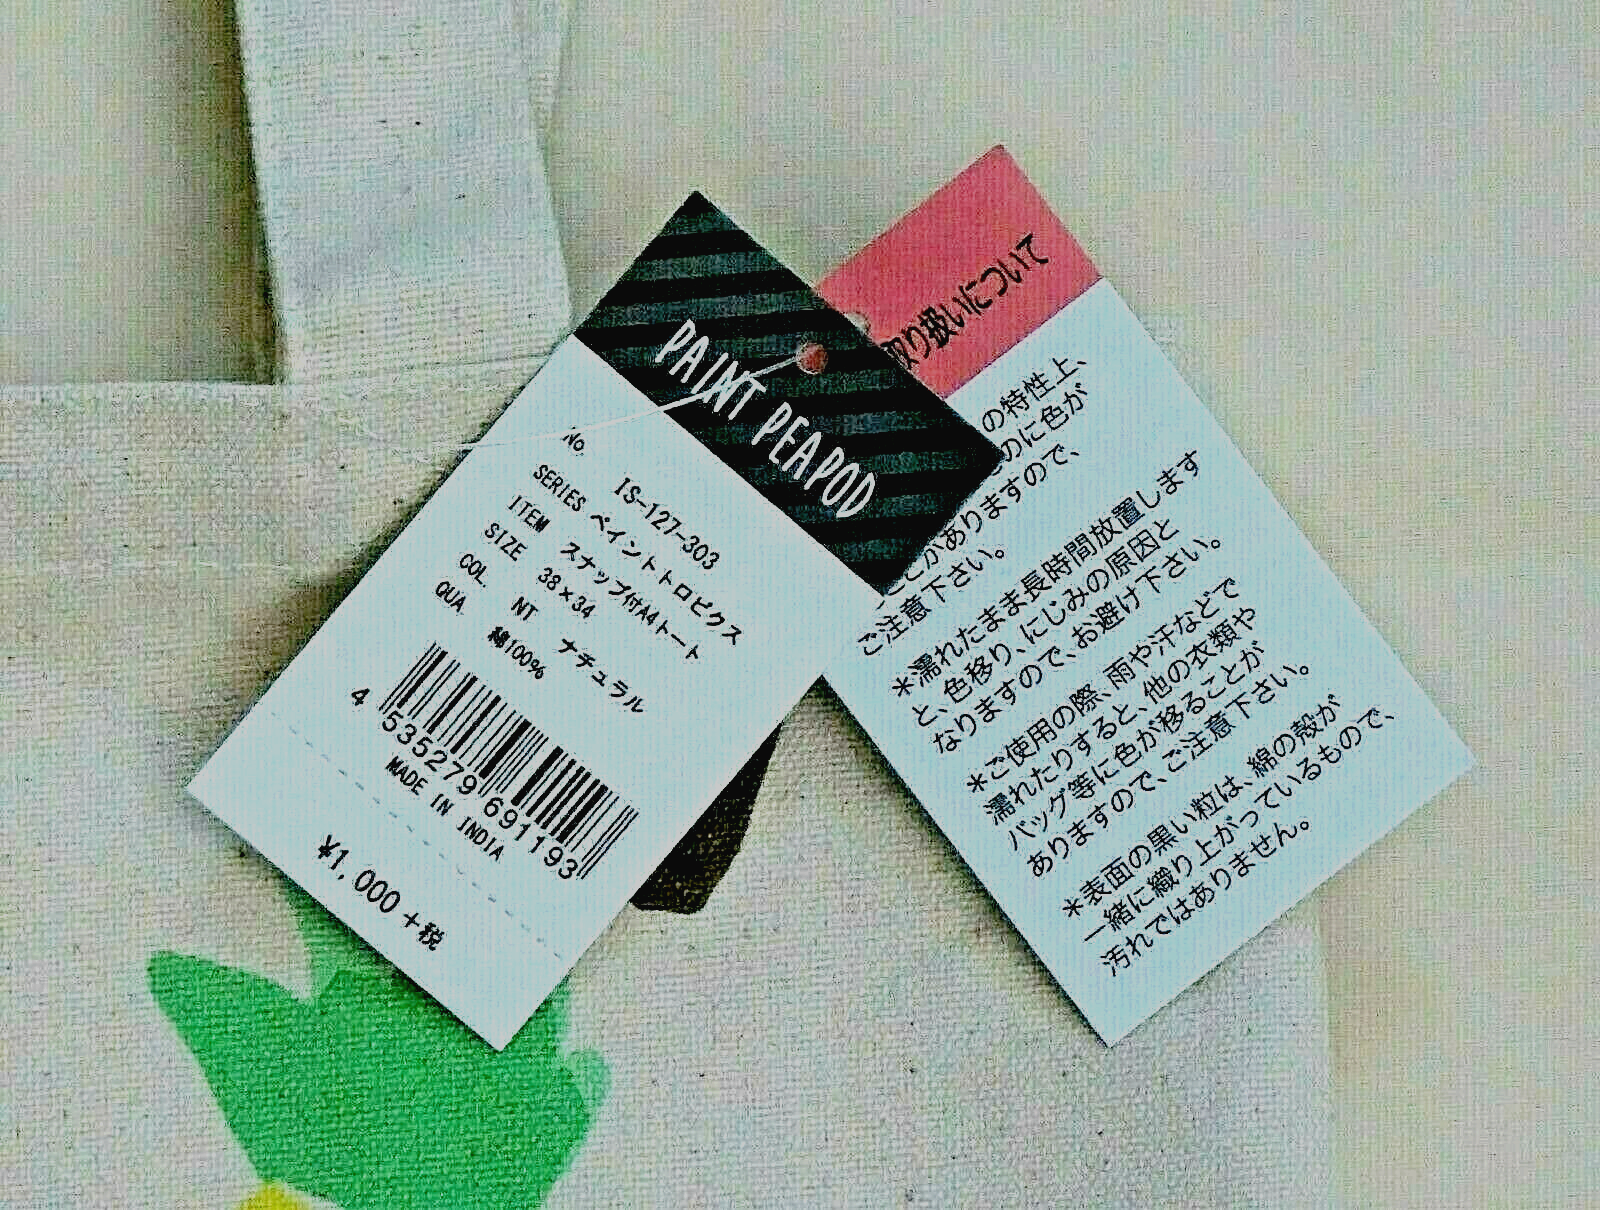 PAINT PEAPOD
No. IS-127-303
SERIES ペイントトロピクス
ITEM スナップ付A4トート
SIZE 38×34
COL. NT ナチュラル
QUA. 綿100%
4 535279 691193
MADE IN INDIA
¥1,000+税
取り扱いについて
の特性上、
のに色が
ことがありますので、
ご注意下さい。
*濡れたまま長時間放置します
と、色移り、にじみの原因と
なりますので、お避け下さい。
*ご使用の際、雨や汗などで
濡れたりすると、他の衣類や
バッグ等に色が移ることが
ありますので、ご注意下さい。
*表面の黒い粒は、綿の殻が
一緒に織り上がっているもので、
汚れではありません。